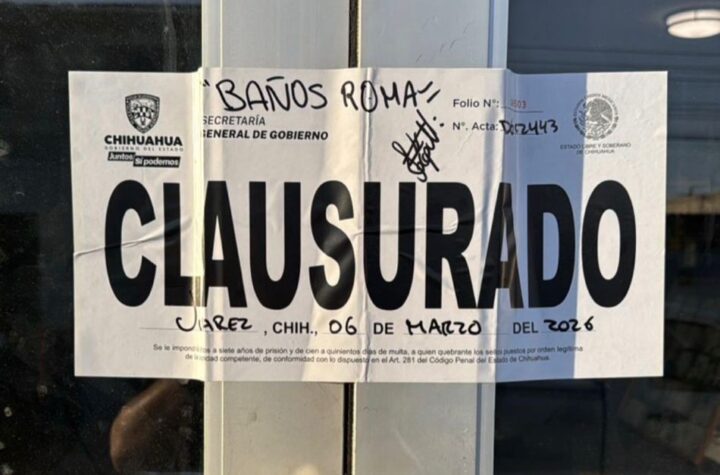 "BAÑOS ROMA"
SECRETARÍA
GENERAL DE GOBIERNO
Folio N°:
N°. Acta:
CHIHUAHUA
GOBIERNO DEL ESTADO
Juntos Sí podemos
ESTADO LIBRE Y SOBERANO
DE CHIHUAHUA
CLAUSURADO
JUAREZ, CHIH., 06 DE MARZO DEL 2026
Se le impondrá a siete años de prisión y de cien a quinientos días de multa, a quien quebrante los sellos puestos por orden legítima
de autoridad competente, de conformidad con lo dispuesto en el Art. 281 del Código Penal del Estado de Chihuahua.